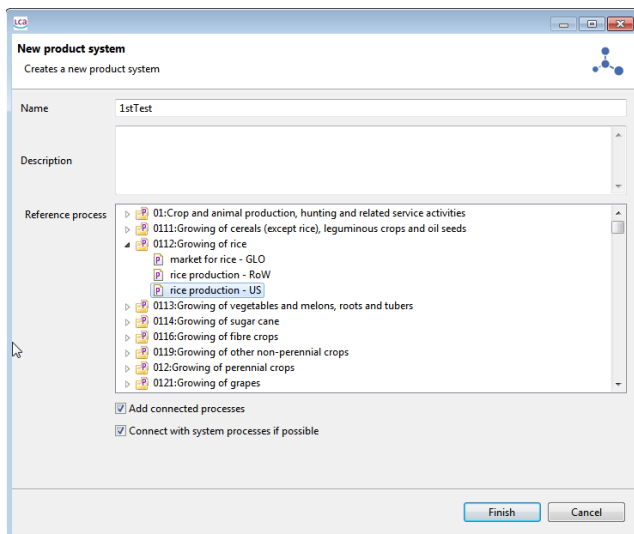 LCA
New product system
Creates a new product system
Name
1stTest
Description
Reference process
01:Crop and animal production, hunting and related service activities
0111:Growing of cereals (except rice), leguminous crops and oil seeds
0112:Growing of rice
market for rice - GLO
rice production - RoW
rice production - US
0113:Growing of vegetables and melons, roots and tubers
0114:Growing of sugar cane
0116:Growing of fibre crops
0119:Growing of other non-perennial crops
012:Growing of perennial crops
0121:Growing of grapes
Add connected processes
Connect with system processes if possible
Finish Cancel